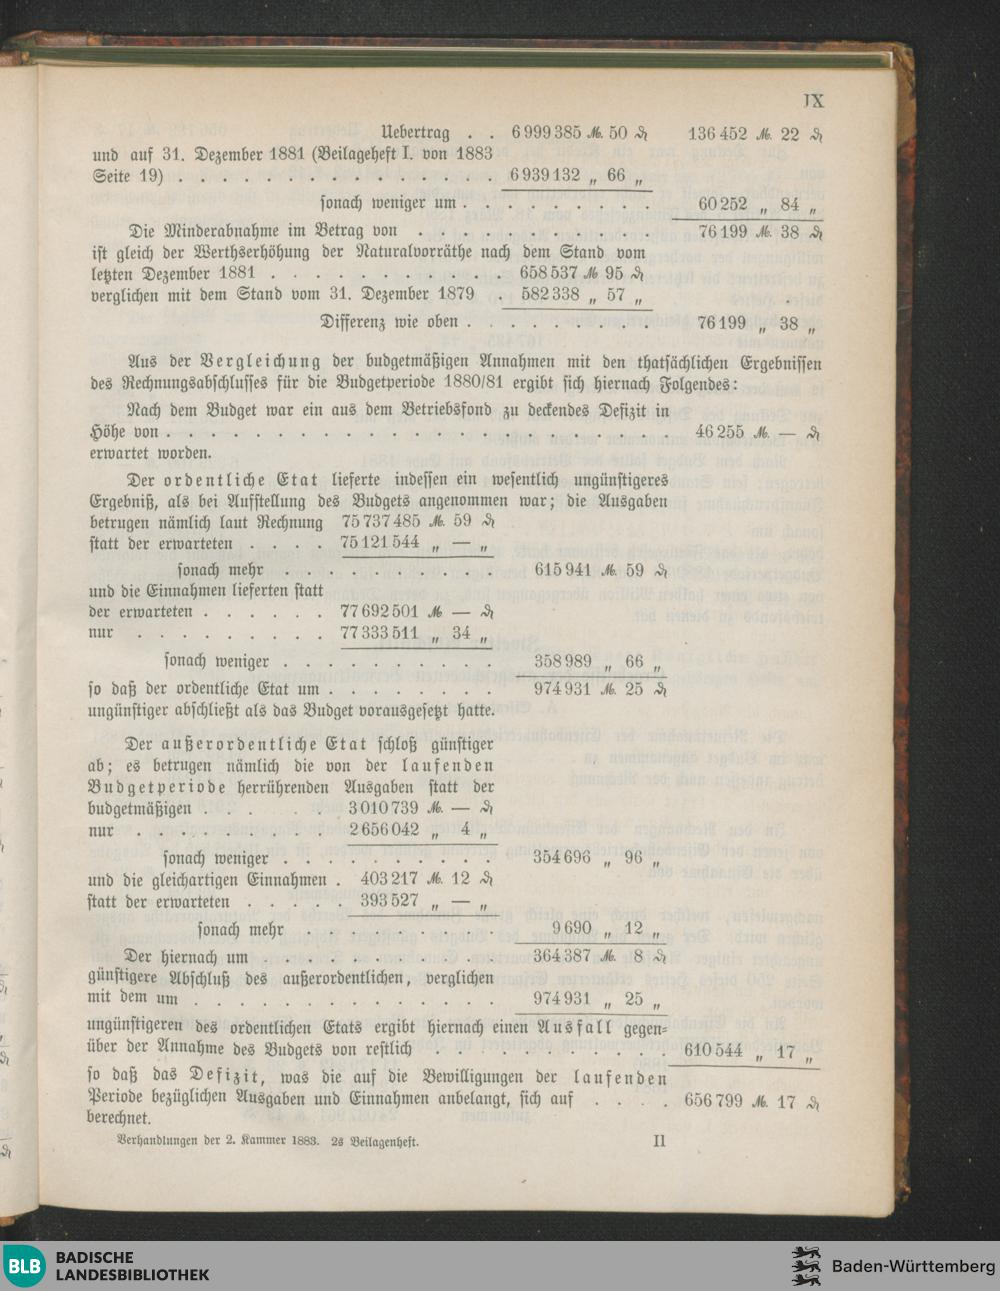 IX
Uebertrag . . 6 999 385 ℳ. 50 ₰ 136 452 ℳ. 22 ₰
und auf 31. Dezember 1881 (Beilageheft I. von 1883
Seite 19) . . . . . . . . . . . . . . . 6 939 132 „ 66 „
sonach weniger um . . . . . . . . . 60 252 „ 84 „
Die Minderabnahme im Betrag von . . . . . . . . . . . 76 199 ℳ. 38 ₰
ist gleich der Werthserhöhung der Naturalvorräthe nach dem Stand vom
letzten Dezember 1881 . . . . . . . . . . 658 537 ℳ 95 ₰
verglichen mit dem Stand vom 31. Dezember 1879 . 582 338 „ 57 „
Differenz wie oben . . . . . . . . . 76 199 „ 38 „
Aus der Vergleichung der budgetmäßigen Annahmen mit den thatsächlichen Ergebnissen
des Rechnungsabschlusses für die Budgetperiode 1880/81 ergibt sich hiernach Folgendes:
Nach dem Budget war ein aus dem Betriebsfond zu deckendes Defizit in
Höhe von . . . . . . . . . . . . . . . . . . . 46 255 ℳ. — ₰
erwartet worden.
Der ordentliche Etat lieferte indessen ein wesentlich ungünstigeres
Ergebniß, als bei Aufstellung des Budgets angenommen war; die Ausgaben
betrugen nämlich laut Rechnung 75 737 485 ℳ. 59 ₰
statt der erwarteten . . . . 75 121 544 „ — „
sonach mehr . . . . . . . . . 615 941 ℳ. 59 ₰
und die Einnahmen lieferten statt
der erwarteten . . . . . . 77 692 501 ℳ — ₰
nur . . . . . . . . 77 333 511 „ 34 „
sonach weniger . . . . . . . . . 358 989 „ 66 „
so daß der ordentliche Etat um . . . . . . . . 974 931 ℳ. 25 ₰
ungünstiger abschließt als das Budget vorausgesetzt hatte.
Der außerordentliche Etat schloß günstiger
ab; es betrugen nämlich die von der laufenden
Budgetperiode herrührenden Ausgaben statt der
budgetmäßigen . . . . . . 3 010 739 ℳ. — ₰
nur . . . . . . . . 2 656 042 „ 4 „
sonach weniger . . . . . . . . . 354 696 „ 96 „
und die gleichartigen Einnahmen . 403 217 ℳ. 12 ₰
statt der erwarteten . . . . . 393 527 „ — „
sonach mehr . . . . . . . . 9 690 „ 12 „
Der hiernach um . . . . . . . . . . 364 387 ℳ. 8 ₰
günstigere Abschluß des außerordentlichen, verglichen
mit dem um . . . . . . . . . . . . 974 931 „ 25 „
ungünstigeren des ordentlichen Etats ergibt hiernach einen Ausfall gegen-
über der Annahme des Budgets von restlich . . . . . . . . . . 610 544 „ 17 „
so daß das Defizit, was die auf die Bewilligungen der laufenden
Periode bezüglichen Ausgaben und Einnahmen anbelangt, sich auf . . . . 656 799 ℳ. 17 ₰
berechnet.
Verhandlungen der 2. Kammer 1883. 2s Beilagenheft. II
BLB BADISCHE
LANDESBIBLIOTHEK
Baden-Württemberg